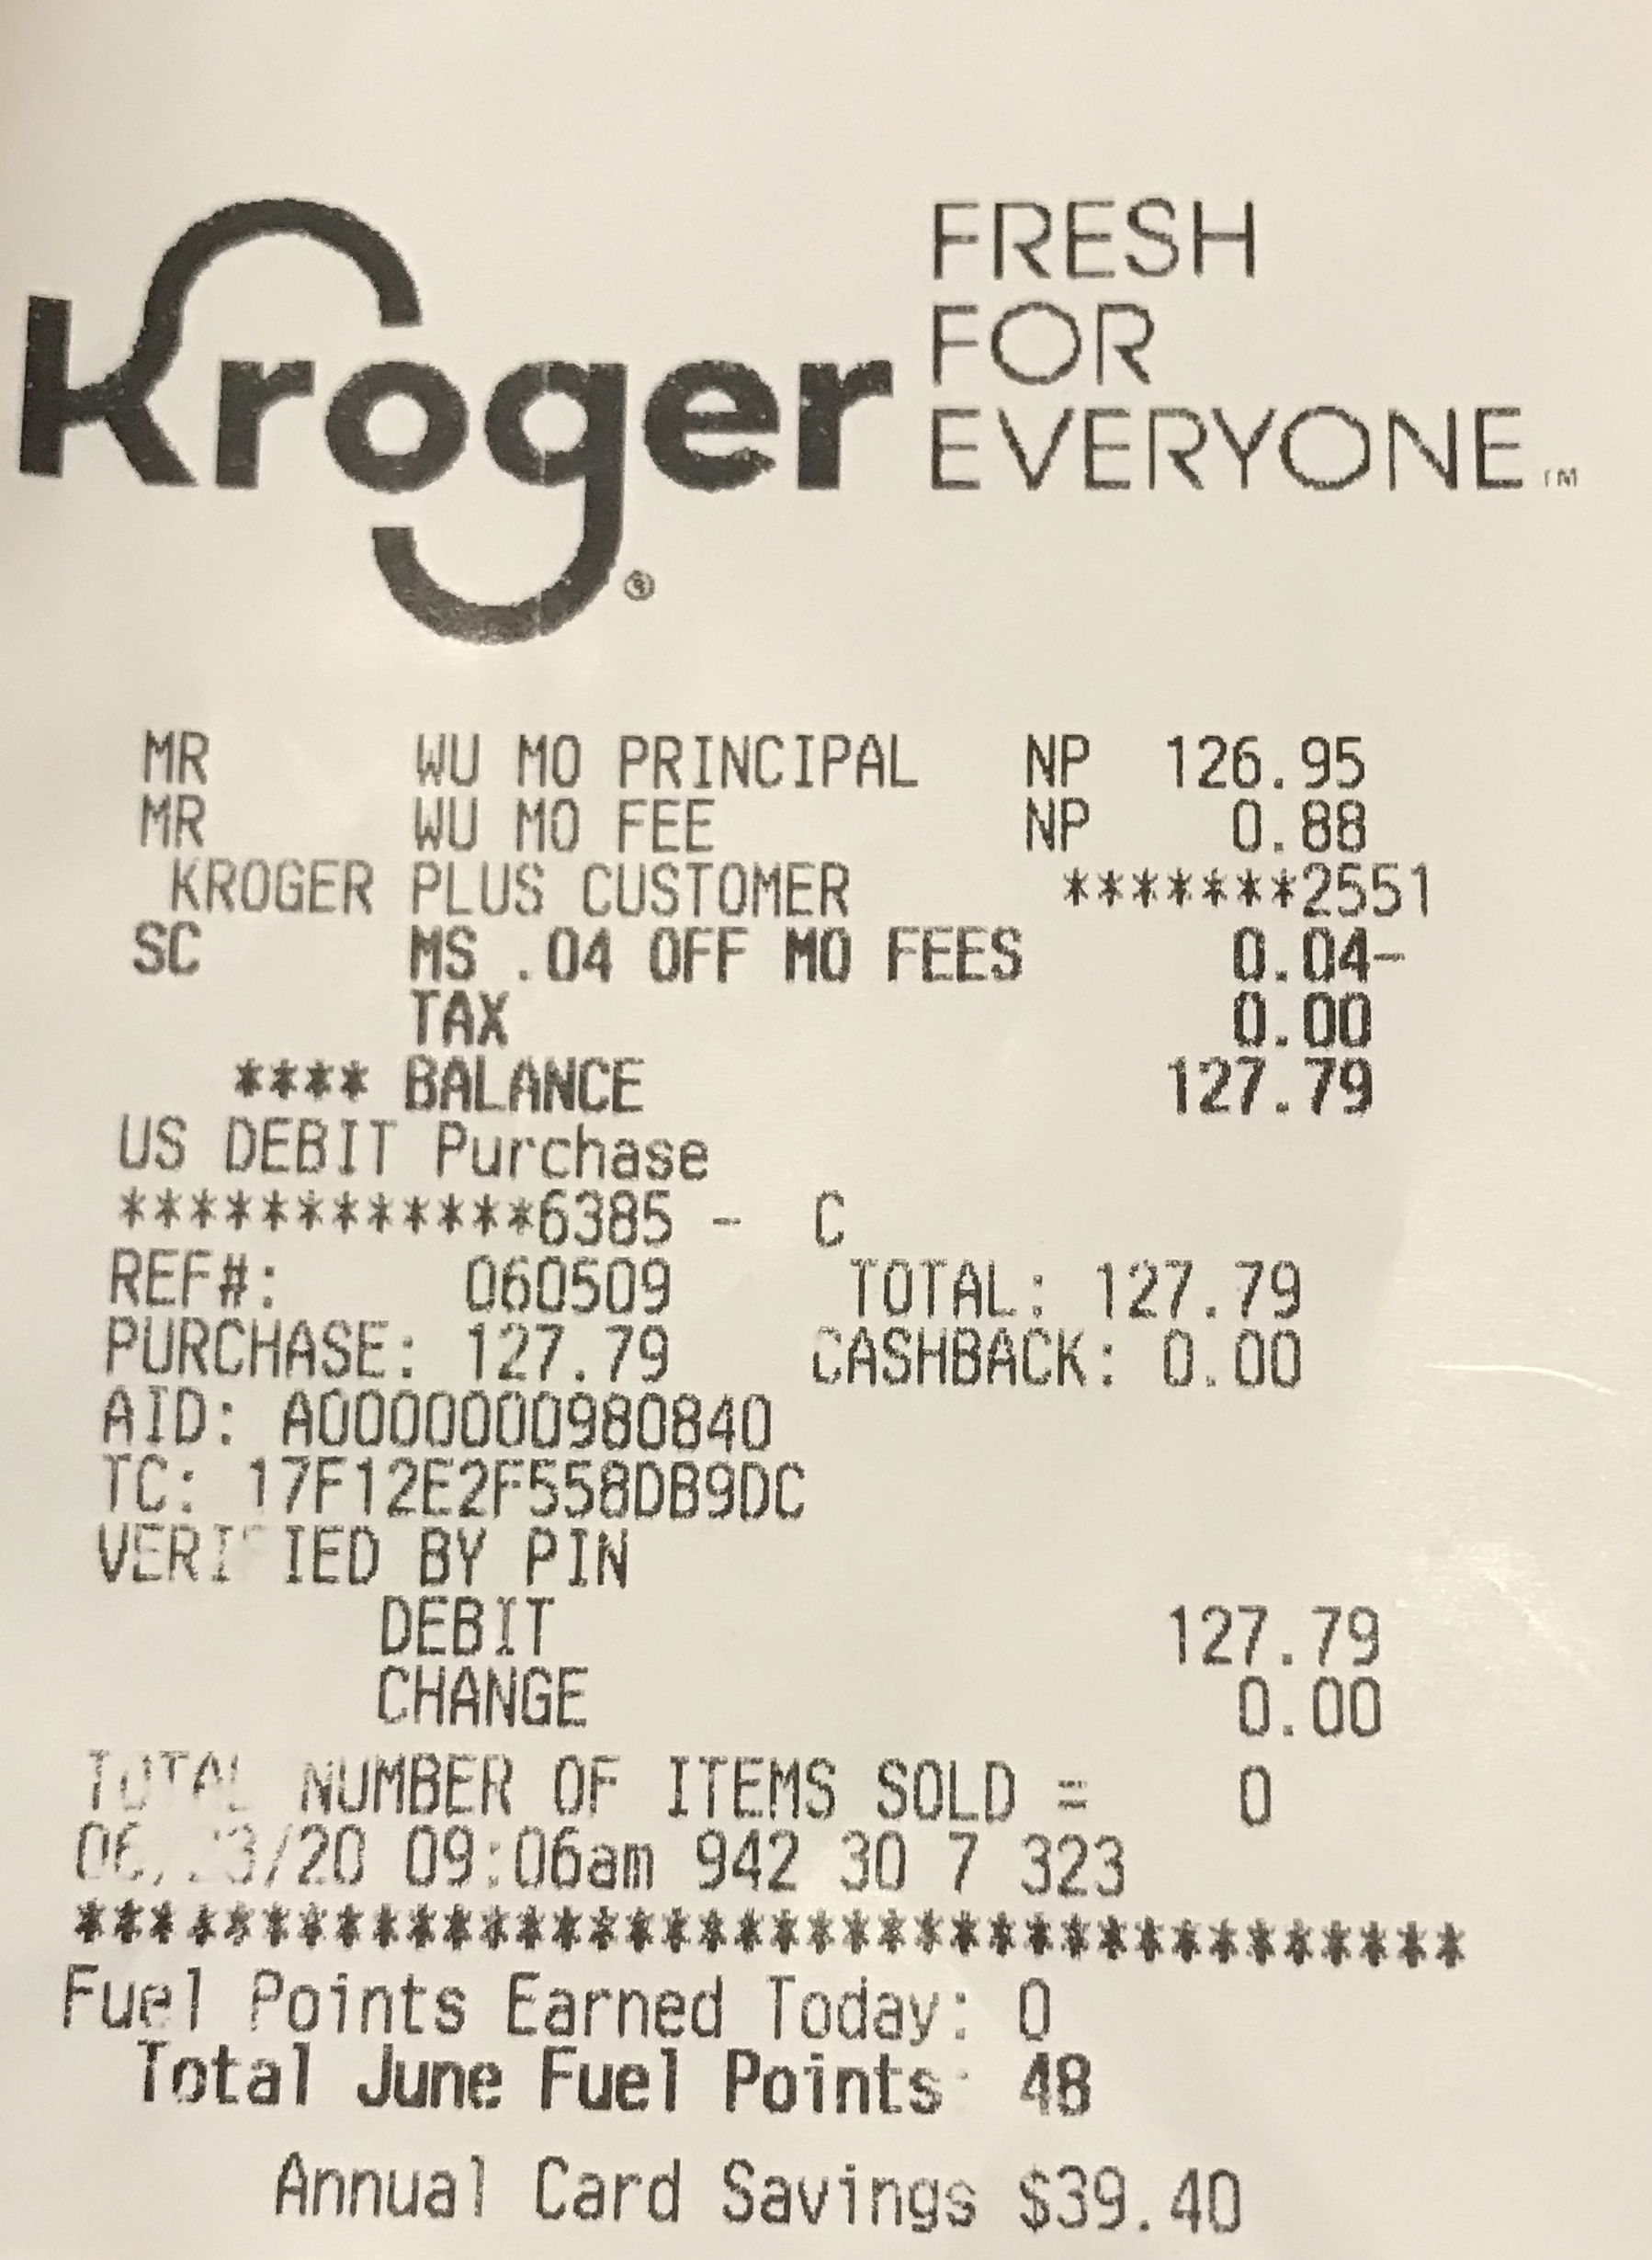 Kroger®
FRESH
FOR
EVERYONE™
MR WU MO PRINCIPAL NP 126.95
MR WU MO FEE NP 0.88
KROGER PLUS CUSTOMER *******2551
SC MS .04 OFF MO FEES 0.04-
TAX 0.00
**** BALANCE 127.79
US DEBIT Purchase
************6385 - C
REF#: 060509 TOTAL: 127.79
PURCHASE: 127.79 CASHBACK: 0.00
AID: A0000000980840
TC: 17F12E2F558DB9DC
VERIFIED BY PIN
DEBIT 127.79
CHANGE 0.00
TOTAL NUMBER OF ITEMS SOLD = 0
09:06am 942 30 7 323
***************************************
Fuel Points Earned Today: 0
Total June Fuel Points: 48
Annual Card Savings $39.40